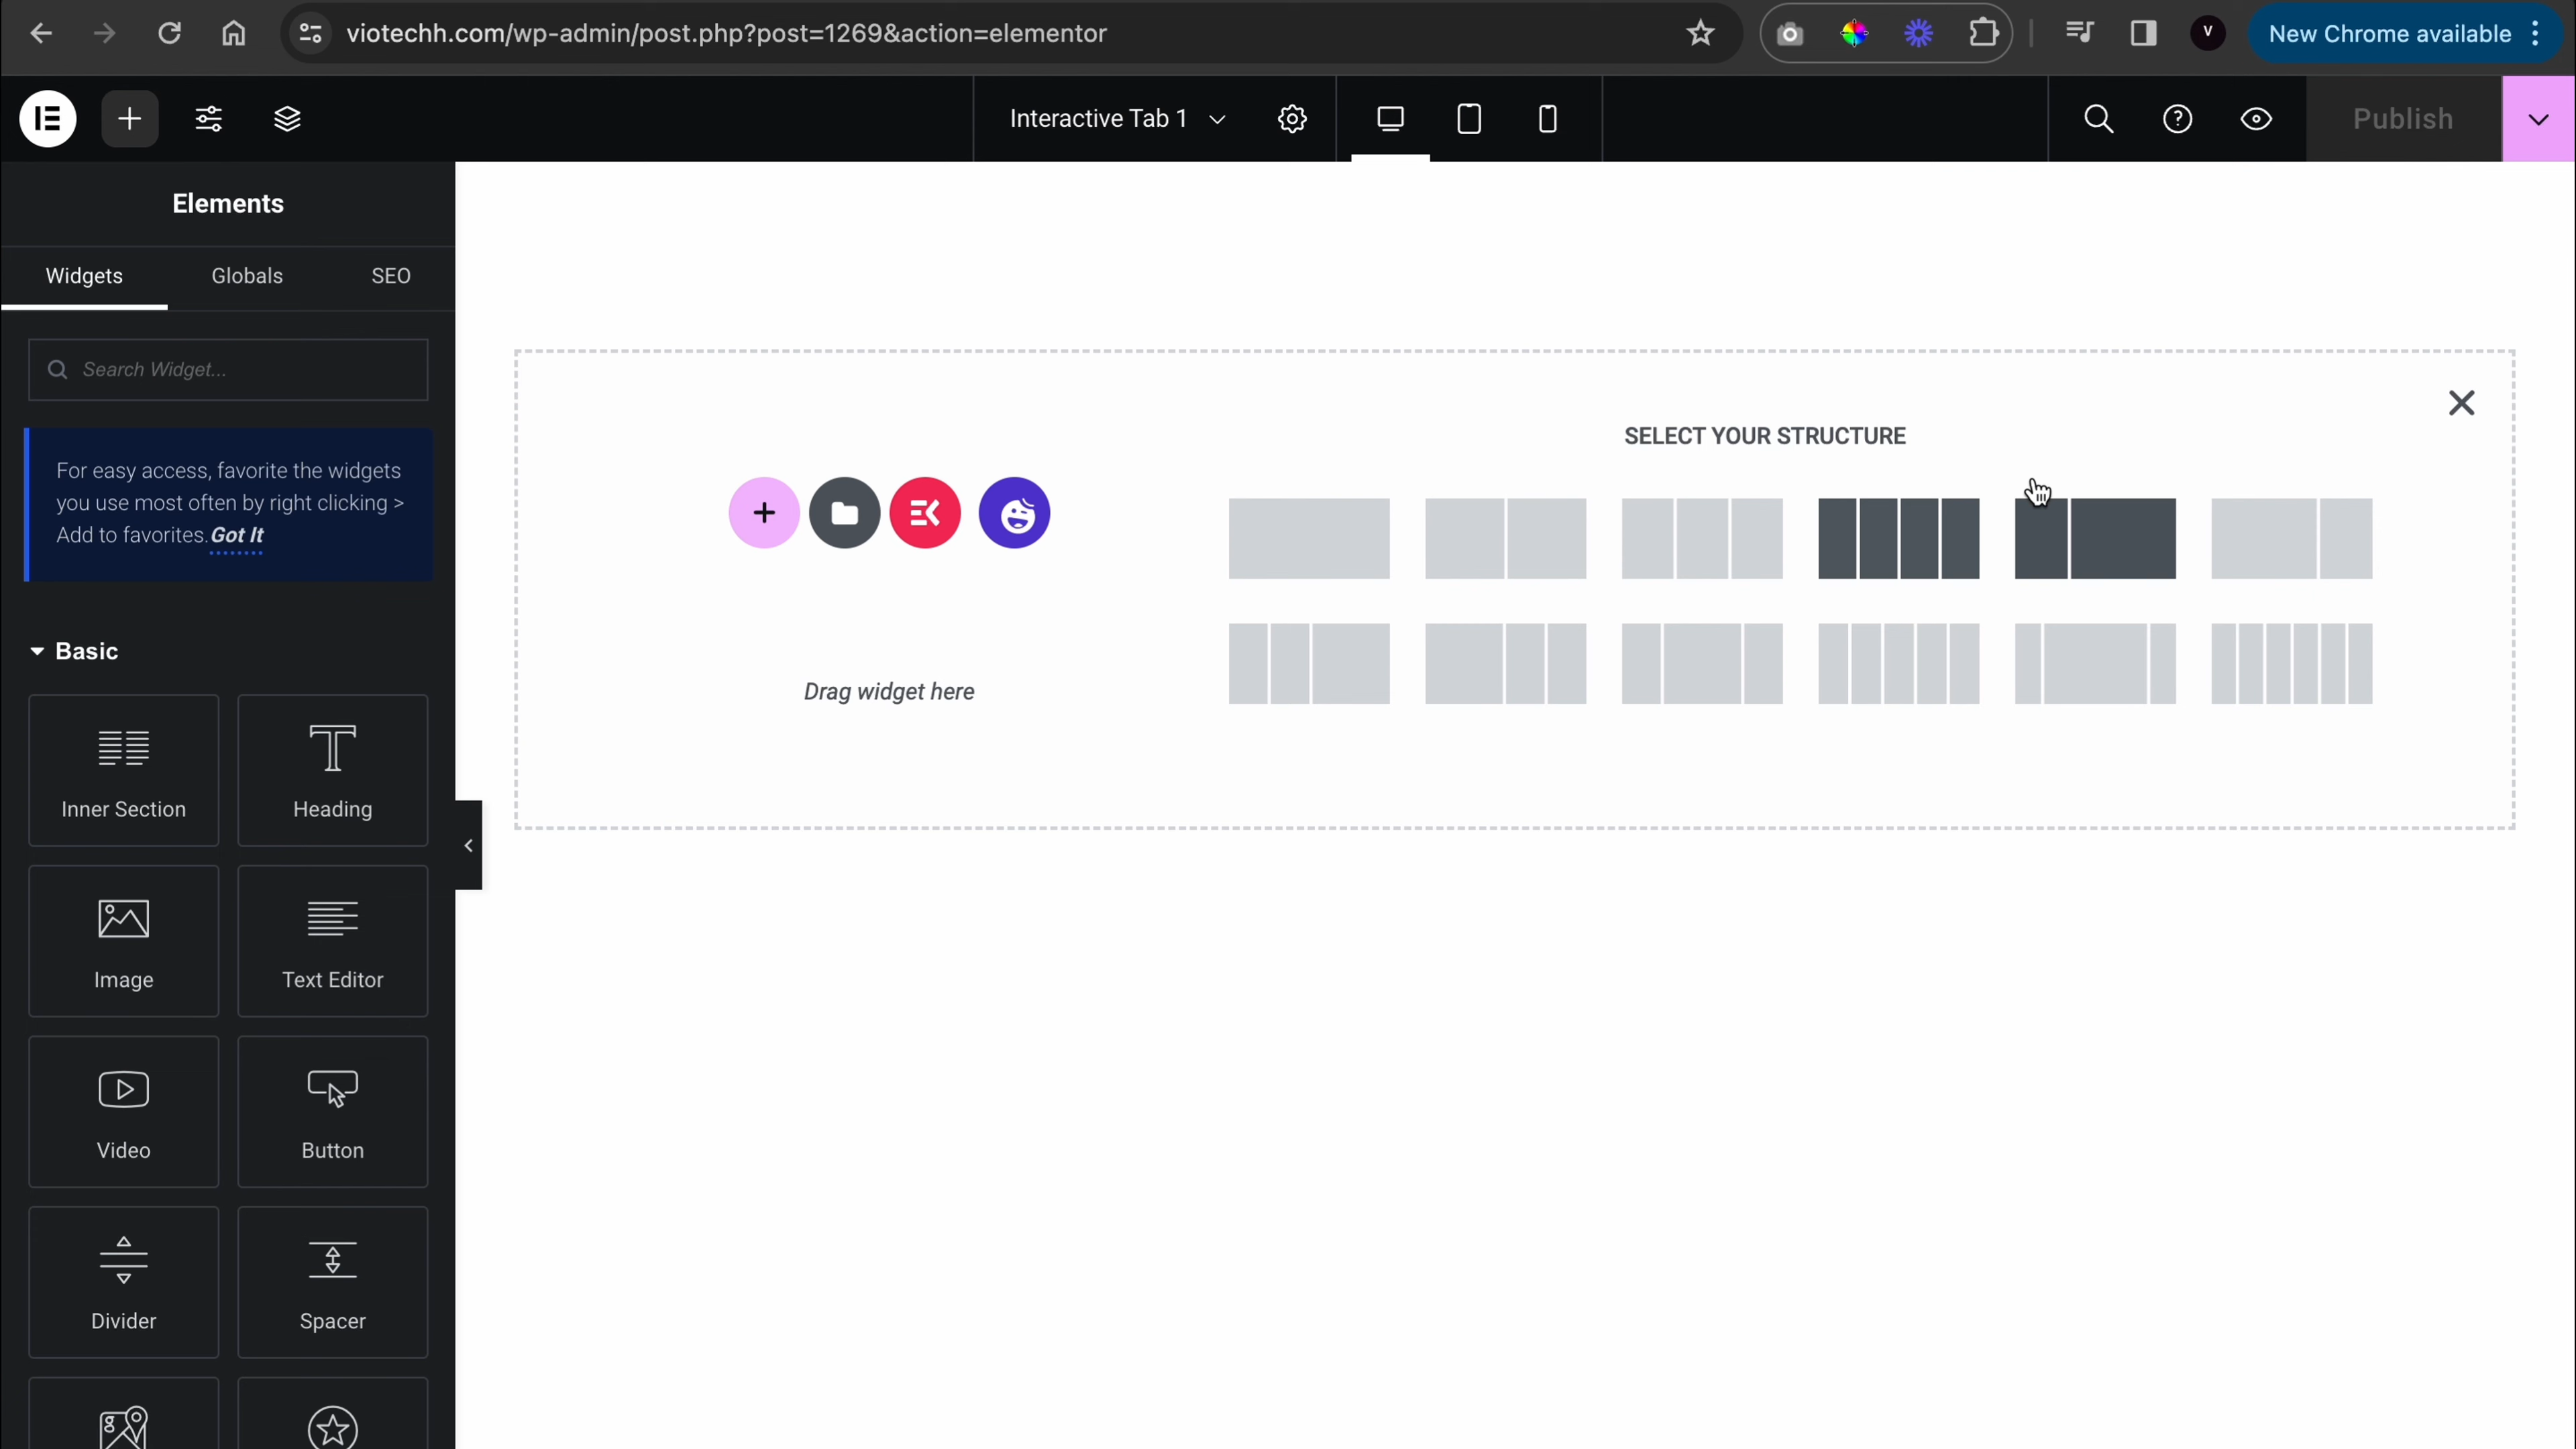 viotechh.com/wp-admin/post.php?post=1269&action=elementor
V
New Chrome available
Interactive Tab 1
Publish
Elements
Widgets
Globals
SEO
Search Widget...
For easy access, favorite the widgets
you use most often by right clicking >
Add to favorites. Got It
Basic
Inner Section
Heading
Image
Text Editor
Video
Button
Divider
Spacer
SELECT YOUR STRUCTURE
Drag widget here